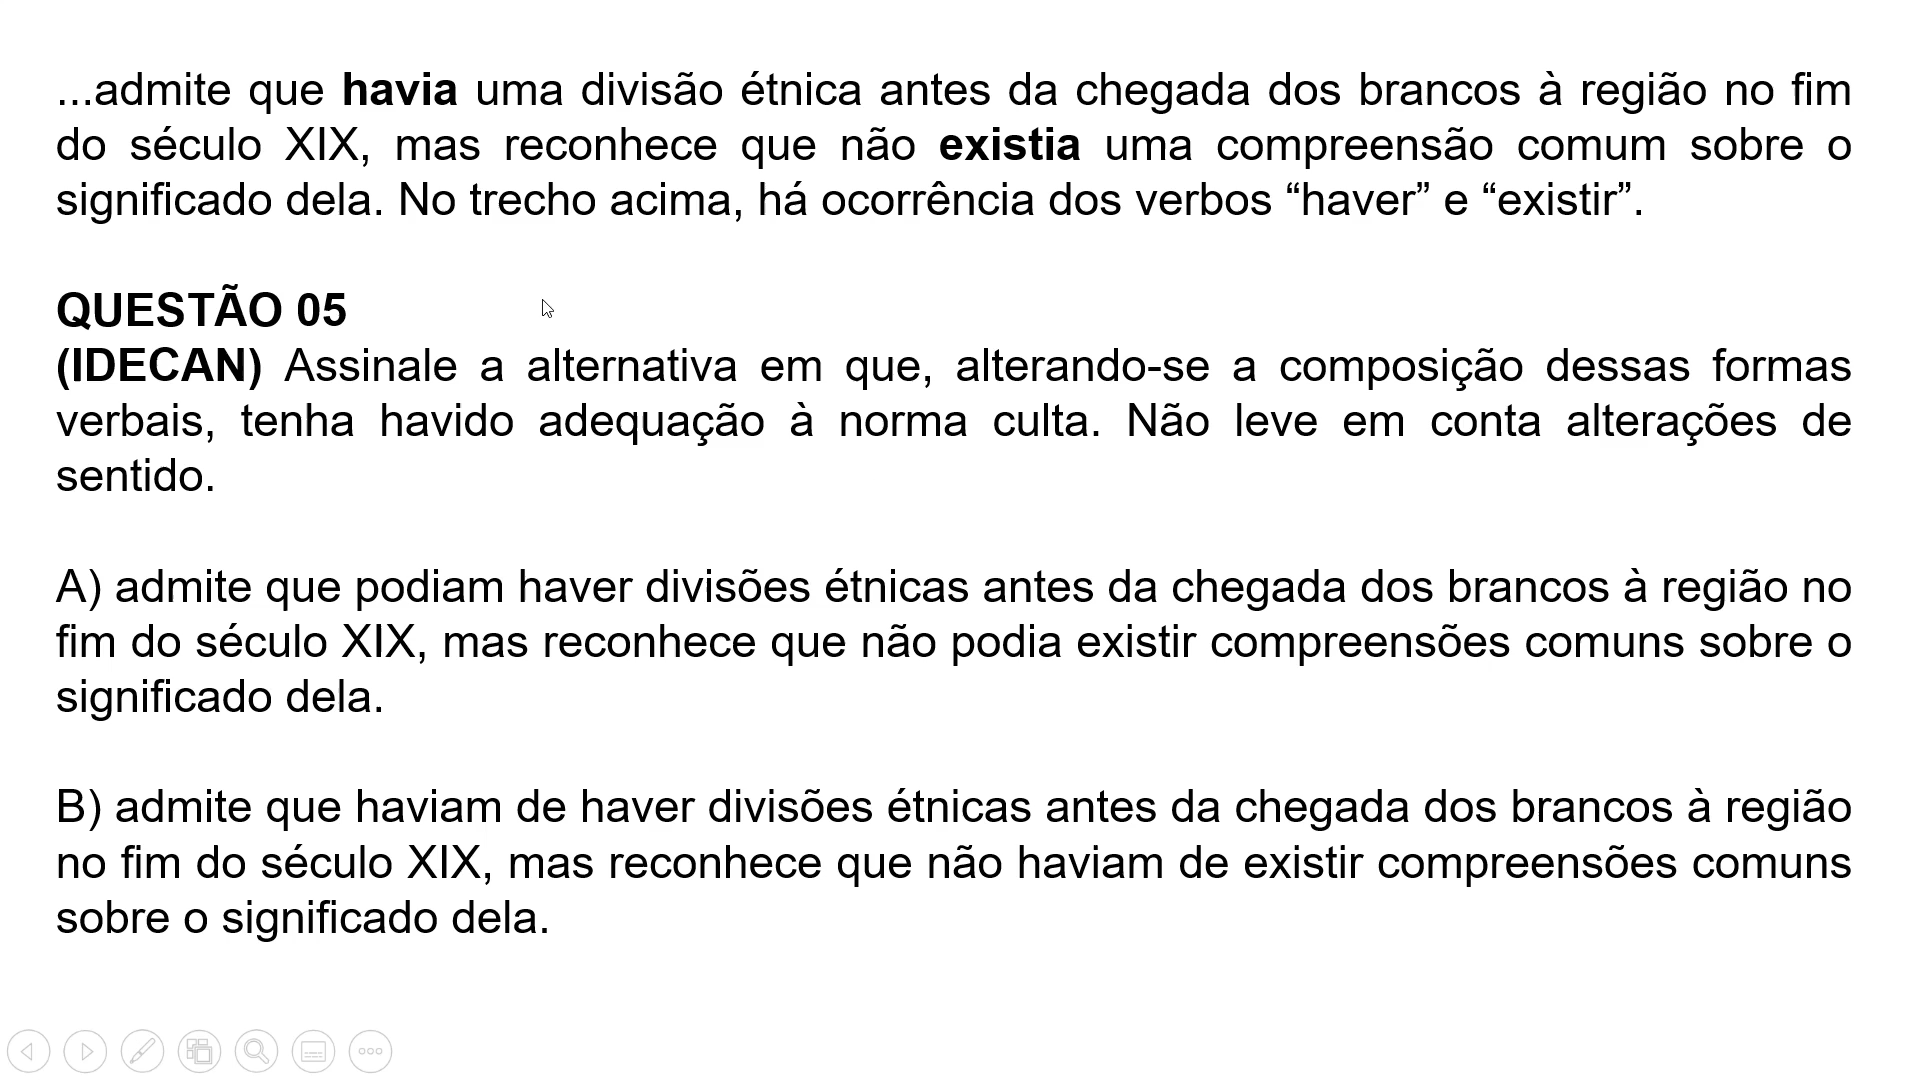 ...admite que havia uma divisão étnica antes da chegada dos brancos à região no fim
do século XIX, mas reconhece que não existia uma compreensão comum sobre o
significado dela. No trecho acima, há ocorrência dos verbos “haver” e “existir”.
QUESTÃO 05
(IDECAN) Assinale a alternativa em que, alterando-se a composição dessas formas
verbais, tenha havido adequação à norma culta. Não leve em conta alterações de
sentido.
A) admite que podiam haver divisões étnicas antes da chegada dos brancos à região no
fim do século XIX, mas reconhece que não podia existir compreensões comuns sobre o
significado dela.
B) admite que haviam de haver divisões étnicas antes da chegada dos brancos à região
no fim do século XIX, mas reconhece que não haviam de existir compreensões comuns
sobre o significado dela.